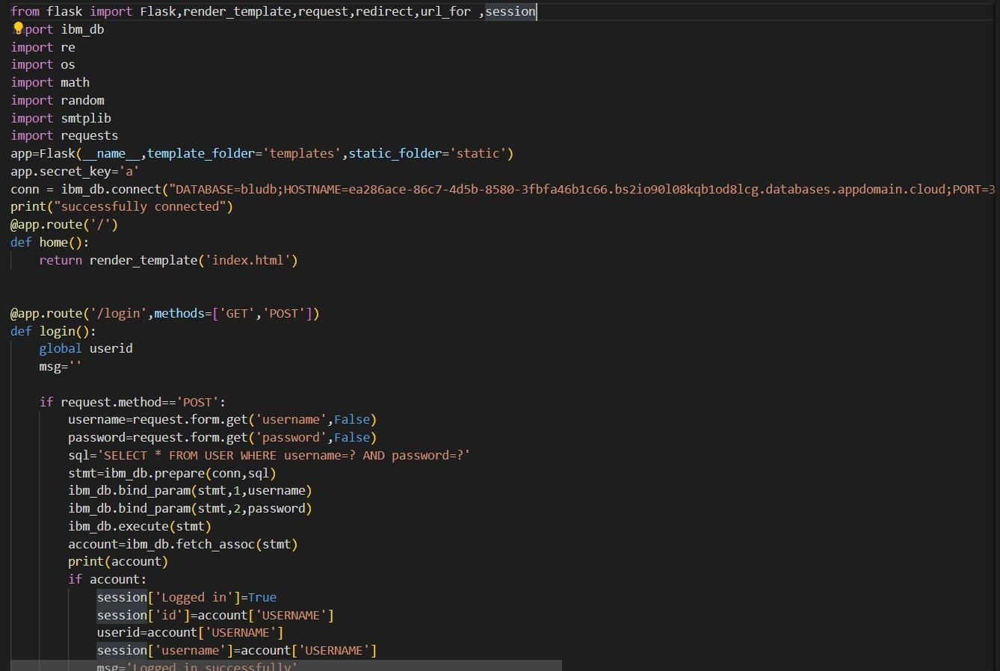 from flask import Flask,render_template,request,redirect,url_for ,session
import ibm_db
import re
import os
import math
import random
import smtplib
import requests
app=Flask(__name__,template_folder='templates',static_folder='static')
app.secret_key='a'
conn = ibm_db.connect("DATABASE=bludb;HOSTNAME=ea286ace-86c7-4d5b-8580-3fbfa46b1c66.bs2io90l08kqb1od8lcg.databases.appdomain.cloud;PORT=3
print("successfully connected")
@app.route('/')
def home():
    return render_template('index.html')
@app.route('/login',methods=['GET','POST'])
def login():
    global userid
    msg=''
    if request.method=='POST':
        username=request.form.get('username',False)
        password=request.form.get('password',False)
        sql='SELECT * FROM USER WHERE username=? AND password=?'
        stmt=ibm_db.prepare(conn,sql)
        ibm_db.bind_param(stmt,1,username)
        ibm_db.bind_param(stmt,2,password)
        ibm_db.execute(stmt)
        account=ibm_db.fetch_assoc(stmt)
        print(account)
        if account:
            session['Logged in']=True
            session['id']=account['USERNAME']
            userid=account['USERNAME']
            session['username']=account['USERNAME']
            msg='Logged in successfully'